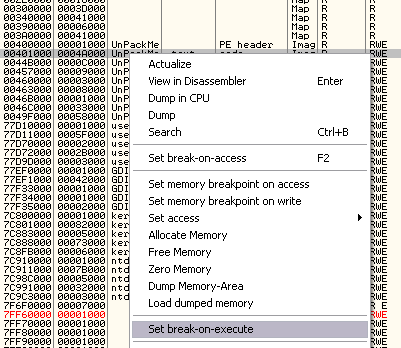 002E0000 0003D000 Map R R
00340000 00041000 Map R R
00390000 00006000 Map R R
003A0000 00041000 Map R R
00400000 00001000 UnPackMe PE header Imag R RWE
00401000 0004A000 RWE
0044B000 0000C000 UnP RWE
00457000 00009000 UnP RWE
00460000 00003000 UnP RWE
00463000 00008000 UnP RWE
0046B000 00001000 UnP RWE
0046C000 00033000 UnP RWE
0049F000 00058000 UnP RWE
77D10000 00001000 use RWE
77D11000 0005F000 use RWE
77D70000 00002000 use RWE
77D72000 0002B000 use RWE
77D9D000 00003000 use RWE
77EF0000 00001000 GDI RWE
77EF1000 00042000 GDI RWE
77F33000 00001000 GDI RWE
77F34000 00001000 GDI RWE
77F35000 00002000 GDI RWE
7C800000 00001000 ker RWE
7C801000 00082000 ker RWE
7C883000 00005000 ker RWE
7C888000 00073000 ker RWE
7C8FB000 00006000 ker RWE
7C910000 00001000 ntd RWE
7C911000 0007B000 ntd RWE
7C98C000 00005000 ntd RWE
7C991000 00032000 ntd RWE
7C9C3000 00003000 ntd RWE
7F6F0000 00007000 R E
7FF60000 00001000 RWE
7FF70000 00001000 RWE
7FF80000 00001000 RWE
7FF90000 RWE
Actualize
View in Disassembler Enter
Dump in CPU
Dump
Search Ctrl+B
Set break-on-access F2
Set memory breakpoint on access
Set memory breakpoint on write
Set access
Allocate Memory
Free Memory
Zero Memory
Dump Memory-Area
Load dumped memory
Set break-on-execute